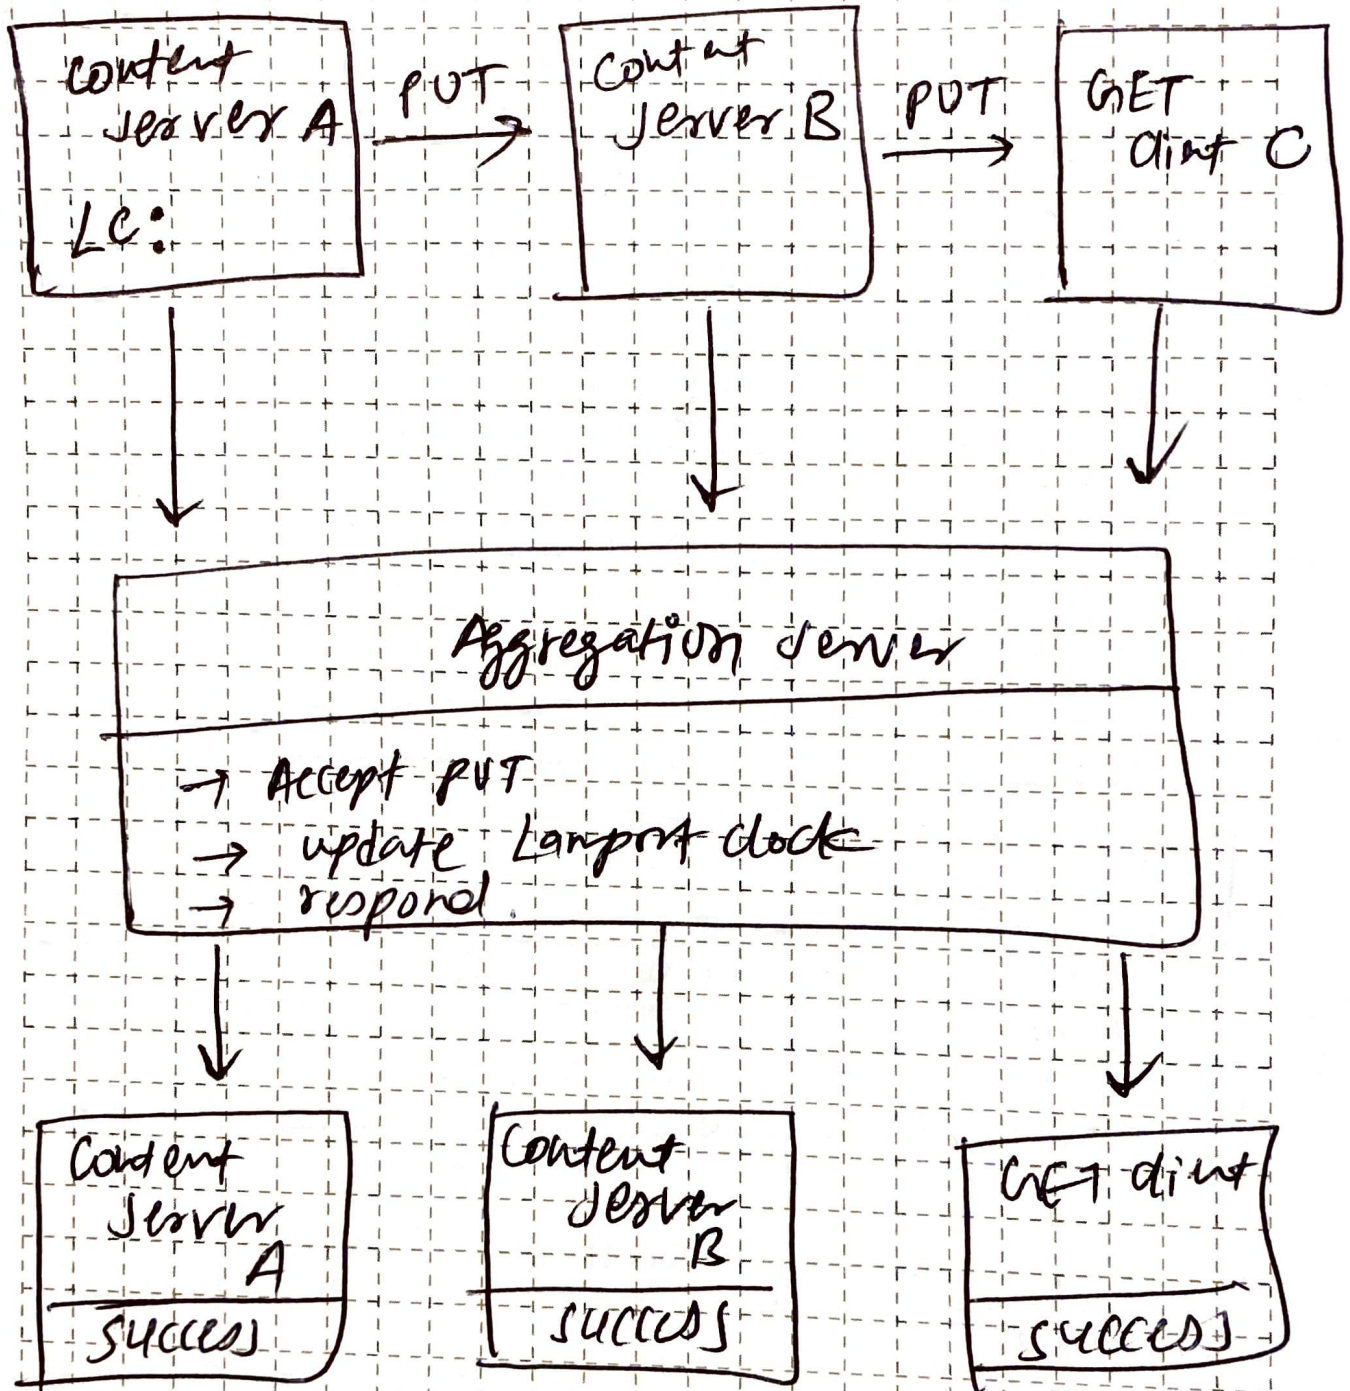 Content
server A
LC:
PUT
Content
server B
PUT
GET
client C
Aggregation server
→ Accept PUT
→ update Lamport clock
→ respond
Content
server
A
SUCCESS
Content
server
B
SUCCESS
GET client
SUCCESS